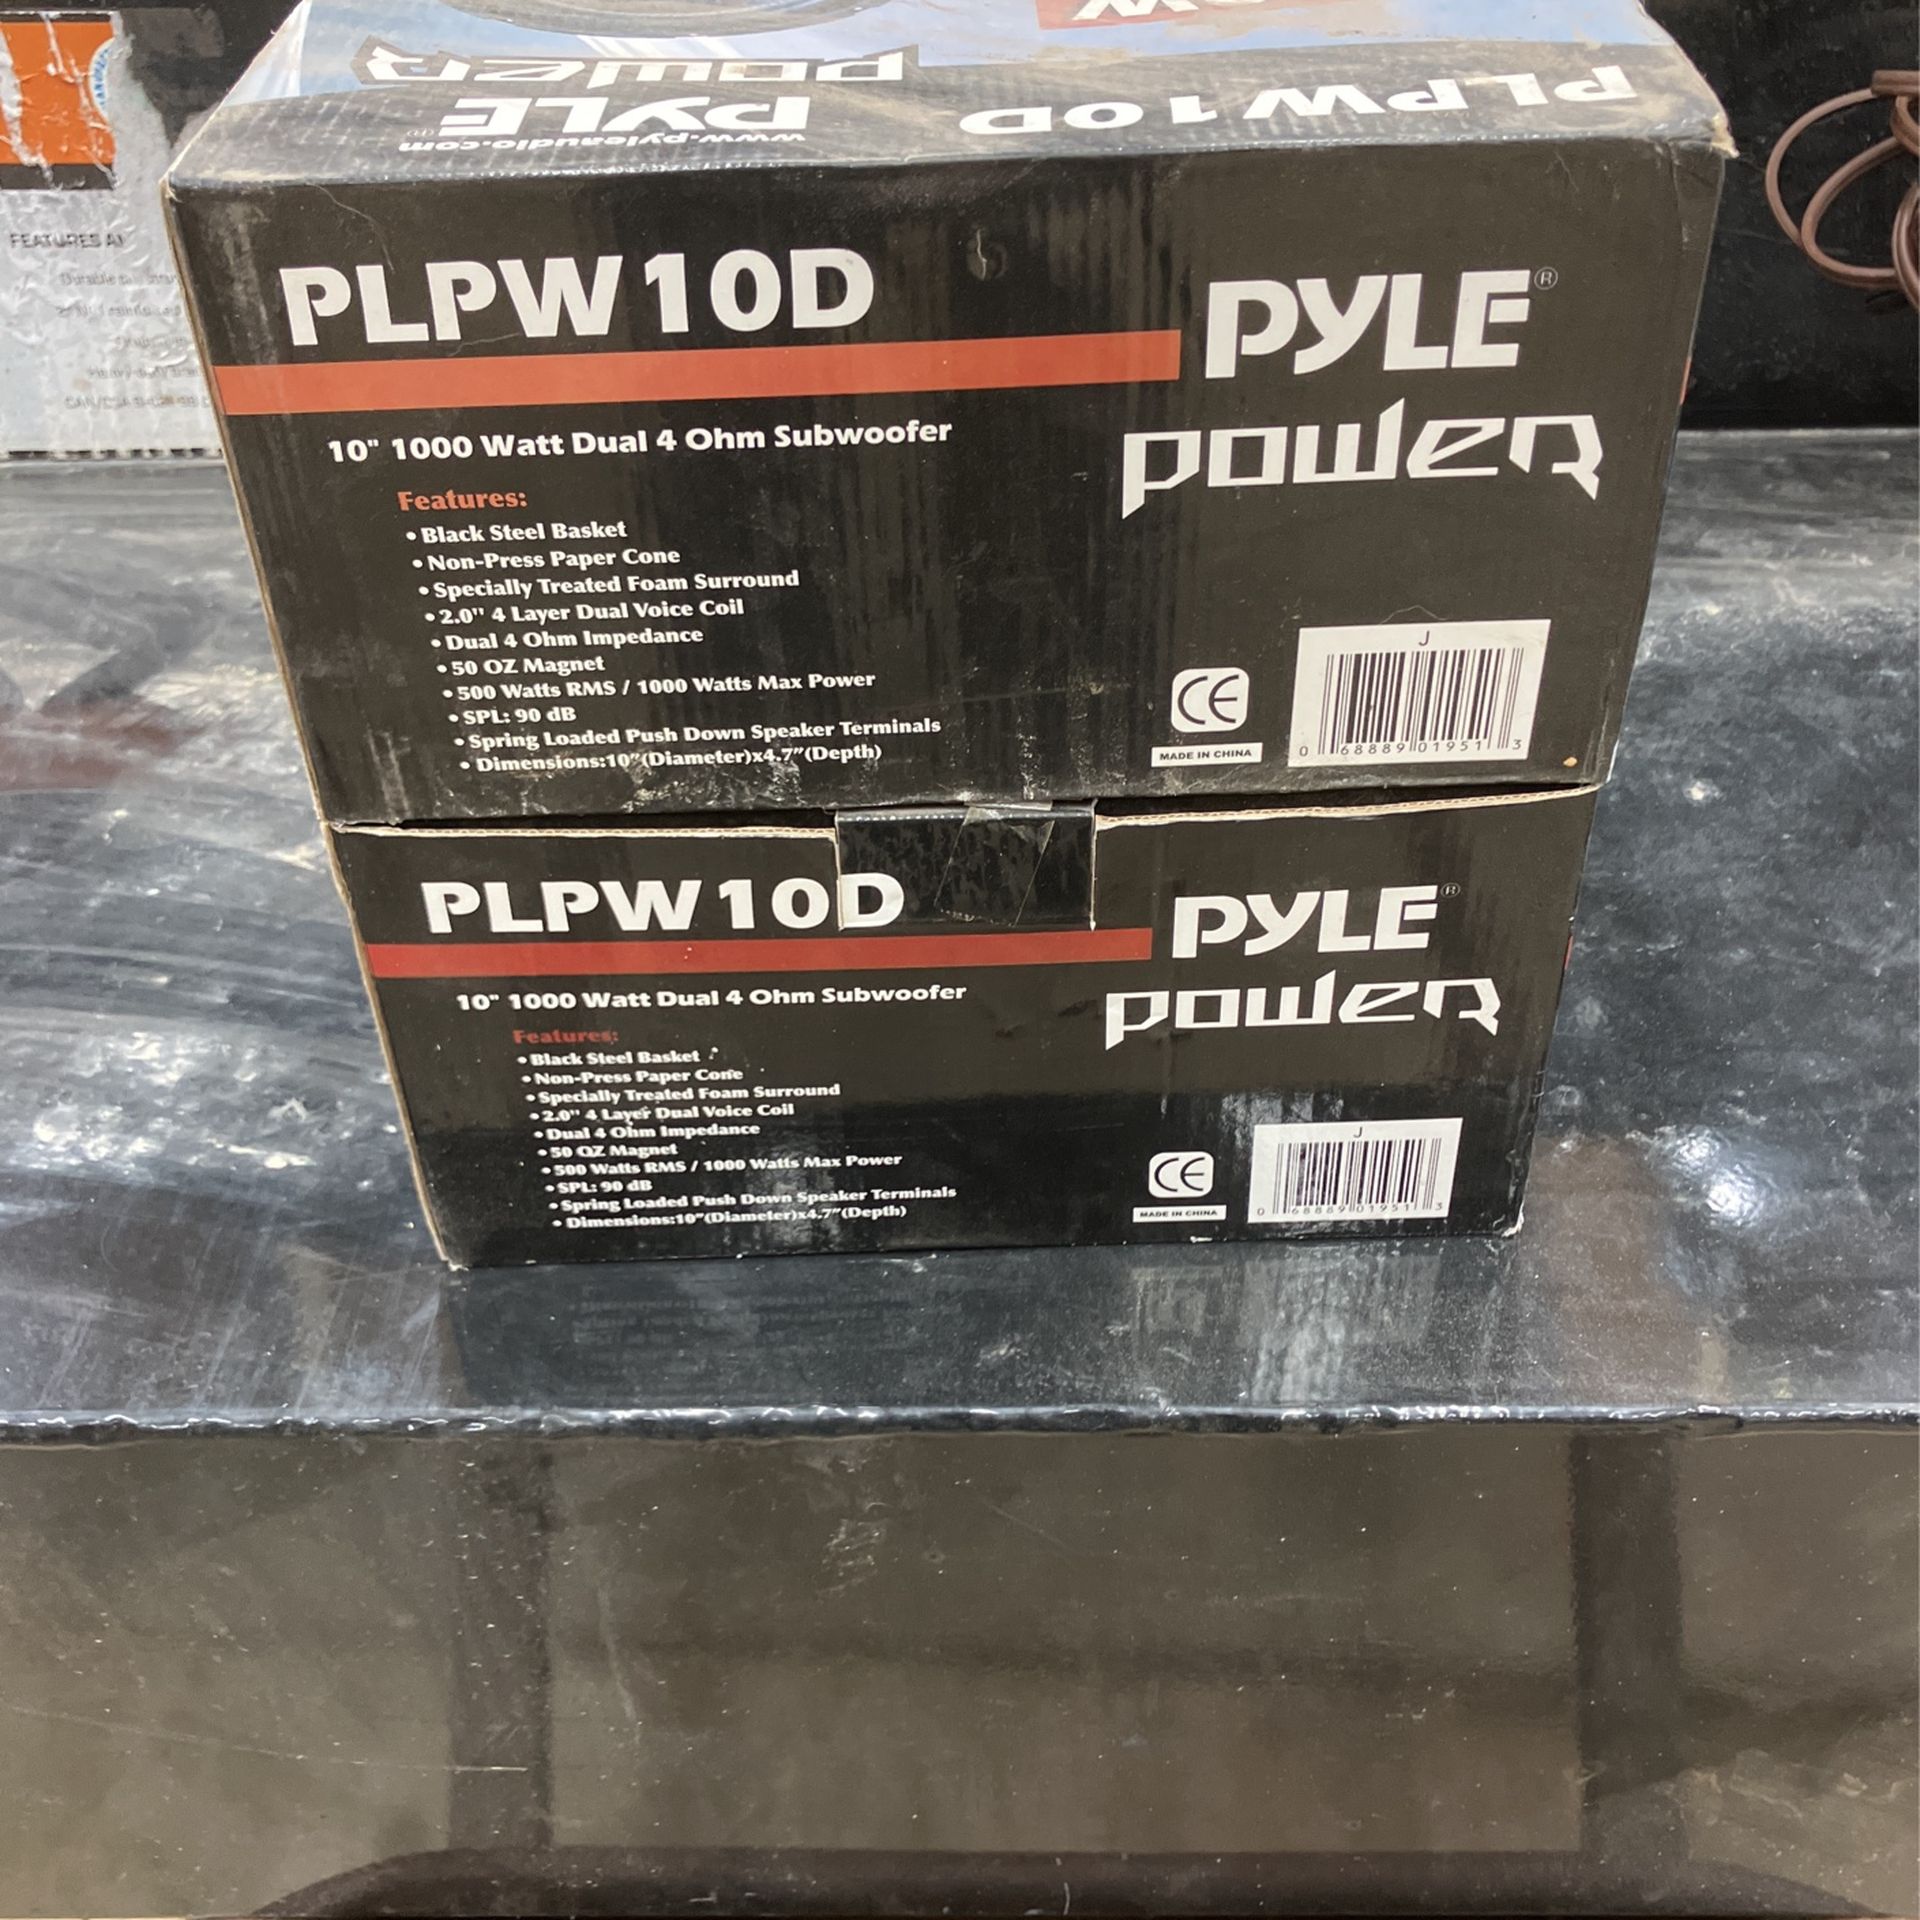 W
power
PYLE
www.pyleaudio.com
PLPW10D
FEATURES
PLPW10D
PYLE®
power
10" 1000 Watt Dual 4 Ohm Subwoofer
Features:
• Black Steel Basket
• Non-Press Paper Cone
• Specially Treated Foam Surround
• 2.0" 4 Layer Dual Voice Coil
• Dual 4 Ohm Impedance
• 50 OZ Magnet
• 500 Watts RMS / 1000 Watts Max Power
• SPL: 90 dB
• Spring Loaded Push Down Speaker Terminals
• Dimensions:10"(Diameter)x4.7"(Depth)
CE
MADE IN CHINA
J
0 68889 01951 3
PLPW10D
PYLE®
power
10" 1000 Watt Dual 4 Ohm Subwoofer
Features:
• Black Steel Basket
• Non-Press Paper Cone
• Specially Treated Foam Surround
• 2.0" 4 Layer Dual Voice Coil
• Dual 4 Ohm Impedance
• 50 OZ Magnet
• 500 Watts RMS / 1000 Watts Max Power
• SPL: 90 dB
• Spring Loaded Push Down Speaker Terminals
• Dimensions:10"(Diameter)x4.7"(Depth)
CE
MADE IN CHINA
J
0 68889 01951 3